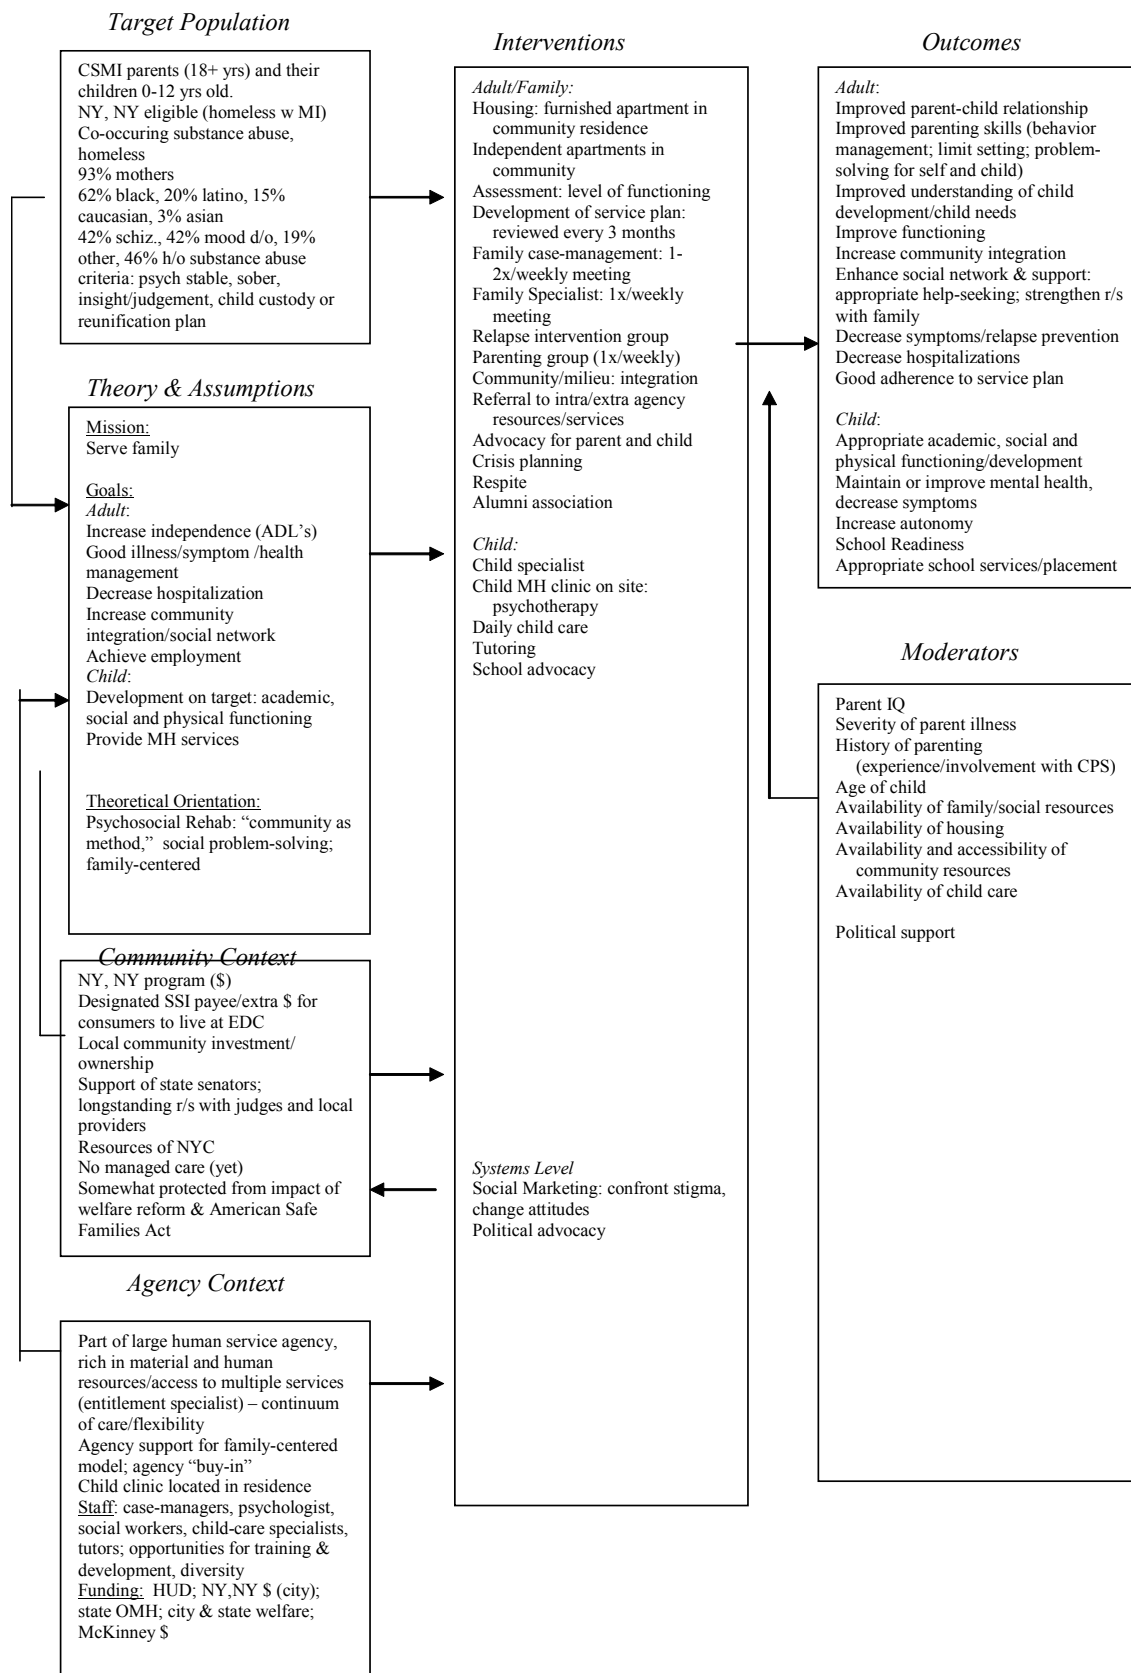 Target Population
CSMI parents (18+ yrs) and their
children 0-12 yrs old.
NY, NY eligible (homeless w MI)
Co-occuring substance abuse,
homeless
93% mothers
62% black, 20% latino, 15%
caucasian, 3% asian
42% schiz., 42% mood d/o, 19%
other, 46% h/o substance abuse
criteria: psych stable, sober,
insight/judgement, child custody or
reunification plan
Theory & Assumptions
Mission:
Serve family
Goals:
Adult:
Increase independence (ADL's)
Good illness/symptom /health
management
Decrease hospitalization
Increase community
integration/social network
Achieve employment
Child:
Development on target: academic,
social and physical functioning
Provide MH services
Theoretical Orientation:
Psychosocial Rehab: “community as
method,” social problem-solving;
family-centered
Community Context
NY, NY program ($)
Designated SSI payee/extra $ for
consumers to live at EDC
Local community investment/
ownership
Support of state senators;
longstanding r/s with judges and local
providers
Resources of NYC
No managed care (yet)
Somewhat protected from impact of
welfare reform & American Safe
Families Act
Agency Context
Part of large human service agency,
rich in material and human
resources/access to multiple services
(entitlement specialist) – continuum
of care/flexibility
Agency support for family-centered
model; agency “buy-in”
Child clinic located in residence
Staff: case-managers, psychologist,
social workers, child-care specialists,
tutors; opportunities for training &
development, diversity
Funding: HUD; NY,NY $ (city);
state OMH; city & state welfare;
McKinney $
Interventions
Adult/Family:
Housing: furnished apartment in
community residence
Independent apartments in
community
Assessment: level of functioning
Development of service plan:
reviewed every 3 months
Family case-management: 1-
2x/weekly meeting
Family Specialist: 1x/weekly
meeting
Relapse intervention group
Parenting group (1x/weekly)
Community/milieu: integration
Referral to intra/extra agency
resources/services
Advocacy for parent and child
Crisis planning
Respite
Alumni association
Child:
Child specialist
Child MH clinic on site:
psychotherapy
Daily child care
Tutoring
School advocacy
Systems Level
Social Marketing: confront stigma,
change attitudes
Political advocacy
Outcomes
Adult:
Improved parent-child relationship
Improved parenting skills (behavior
management; limit setting; problem-
solving for self and child)
Improved understanding of child
development/child needs
Improve functioning
Increase community integration
Enhance social network & support:
appropriate help-seeking; strengthen r/s
with family
Decrease symptoms/relapse prevention
Decrease hospitalizations
Good adherence to service plan
Child:
Appropriate academic, social and
physical functioning/development
Maintain or improve mental health,
decrease symptoms
Increase autonomy
School Readiness
Appropriate school services/placement
Moderators
Parent IQ
Severity of parent illness
History of parenting
(experience/involvement with CPS)
Age of child
Availability of family/social resources
Availability of housing
Availability and accessibility of
community resources
Availability of child care
Political support